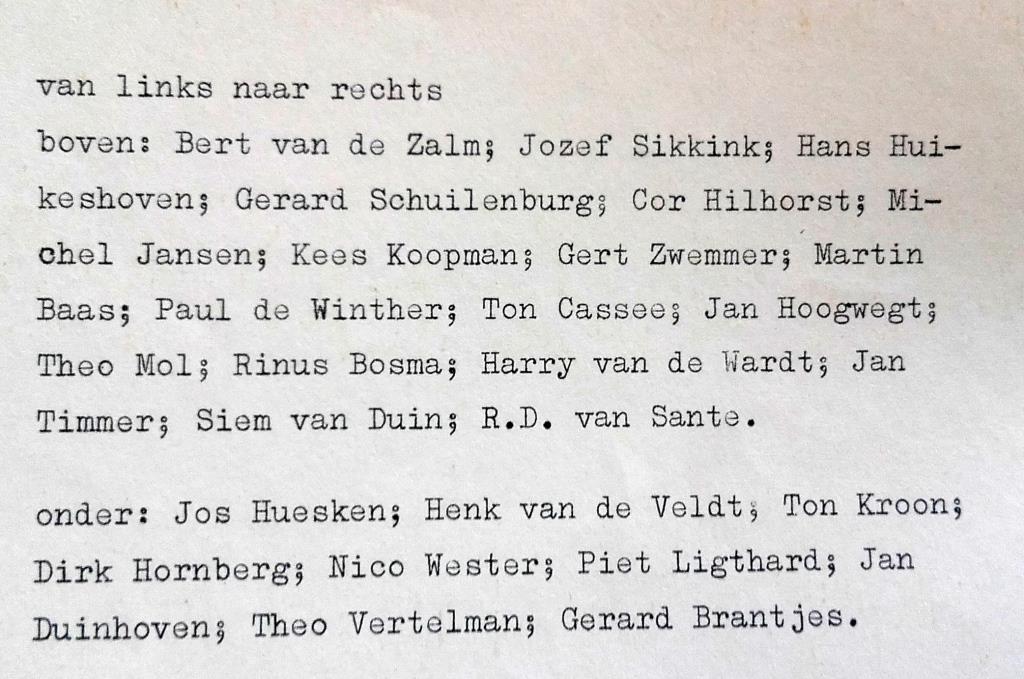 van links naar rechts
boven: Bert van de Zalm; Jozef Sikkink; Hans Hui-
keshoven; Gerard Schuilenburg; Cor Hilhorst; Mi-
chel Jansen; Kees Koopman; Gert Zwemmer; Martin
Baas; Paul de Winther; Ton Cassee; Jan Hoogwegt;
Theo Mol; Rinus Bosma; Harry van de Wardt; Jan
Timmer; Siem van Duin; R.D. van Sante.
onder: Jos Huesken; Henk van de Veldt; Ton Kroon;
Dirk Hornberg; Nico Wester; Piet Ligthard; Jan
Duinhoven; Theo Vertelman; Gerard Brantjes.